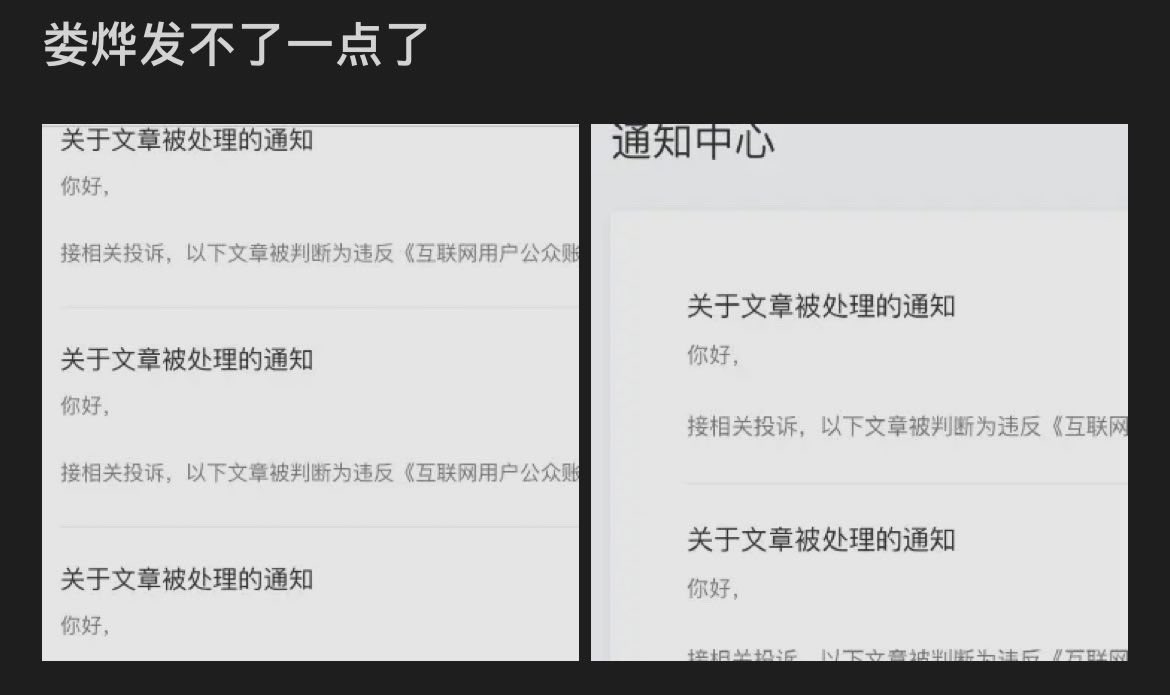 娄烨发不了一点了
关于文章被处理的通知
你好，
接相关投诉，以下文章被判断为违反《互联网用户公众账
关于文章被处理的通知
你好，
接相关投诉，以下文章被判断为违反《互联网用户公众账
关于文章被处理的通知
你好，
通知中心
关于文章被处理的通知
你好，
接相关投诉，以下文章被判断为违反《互联网
关于文章被处理的通知
你好，
接相关投诉，以下文章被判断为违反《互联网